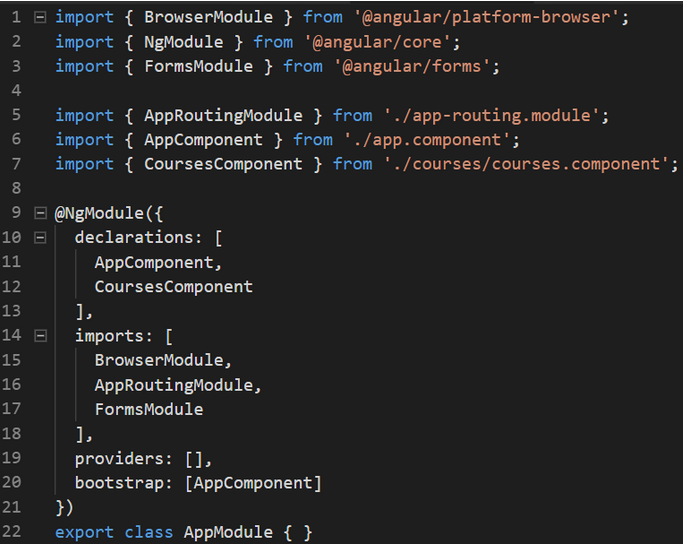 1 import { BrowserModule } from '@angular/platform-browser';
2 import { NgModule } from '@angular/core';
3 import { FormsModule } from '@angular/forms';
4
5 import { AppRoutingModule } from './app-routing.module';
6 import { AppComponent } from './app.component';
7 import { CoursesComponent } from './courses/courses.component';
8
9 @NgModule({
10 declarations: [
11 AppComponent,
12 CoursesComponent
13 ],
14 imports: [
15 BrowserModule,
16 AppRoutingModule,
17 FormsModule
18 ],
19 providers: [],
20 bootstrap: [AppComponent]
21 })
22 export class AppModule { }